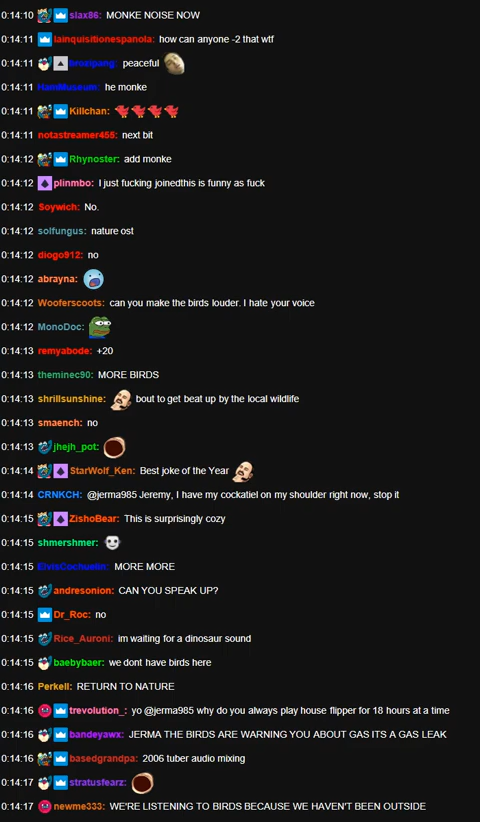 0:14:10 slax86: MONKE NOISE NOW
0:14:11 lainquisitionespanola: how can anyone -2 that wtf
0:14:11 brozipang: peaceful
0:14:11 HamMuseum: he monke
0:14:11 Killchan:
0:14:11 notastreamer465: next bit
0:14:12 Rhynoster: add monke
0:14:12 plinmbo: I just fucking joinedthis is funny as fuck
0:14:12 Soywich: No.
0:14:12 solfungus: nature ost
0:14:12 diogo912: no
0:14:12 abrayna:
0:14:12 Wooferscoots: can you make the birds louder. I hate your voice
0:14:12 MonoDoc:
0:14:13 remyabode: +20
0:14:13 theminec90: MORE BIRDS
0:14:13 shrillsunshine: bout to get beat up by the local wildlife
0:14:13 smaench: no
0:14:13 jhejh_pot:
0:14:14 StarWolf_Ken: Best joke of the Year
0:14:14 CRNKCH: @jerma985 Jeremy, I have my cockatiel on my shoulder right now, stop it
0:14:15 ZishoBear: This is surprisingly cozy
0:14:15 shmershmer:
0:14:15 ElvisCochuelin: MORE MORE
0:14:15 andresonion: CAN YOU SPEAK UP?
0:14:15 Dr_Roc: no
0:14:15 Rice_Auroni: im waiting for a dinosaur sound
0:14:15 baebybaer: we dont have birds here
0:14:16 Perkell: RETURN TO NATURE
0:14:16 trevolution_: yo @jerma985 why do you always play house flipper for 18 hours at a time
0:14:16 bandeyawx: JERMA THE BIRDS ARE WARNING YOU ABOUT GAS ITS A GAS LEAK
0:14:16 basedgrandpa: 2006 tuber audio mixing
0:14:17 stratusfearz:
0:14:17 newme333: WE'RE LISTENING TO BIRDS BECAUSE WE HAVEN'T BEEN OUTSIDE